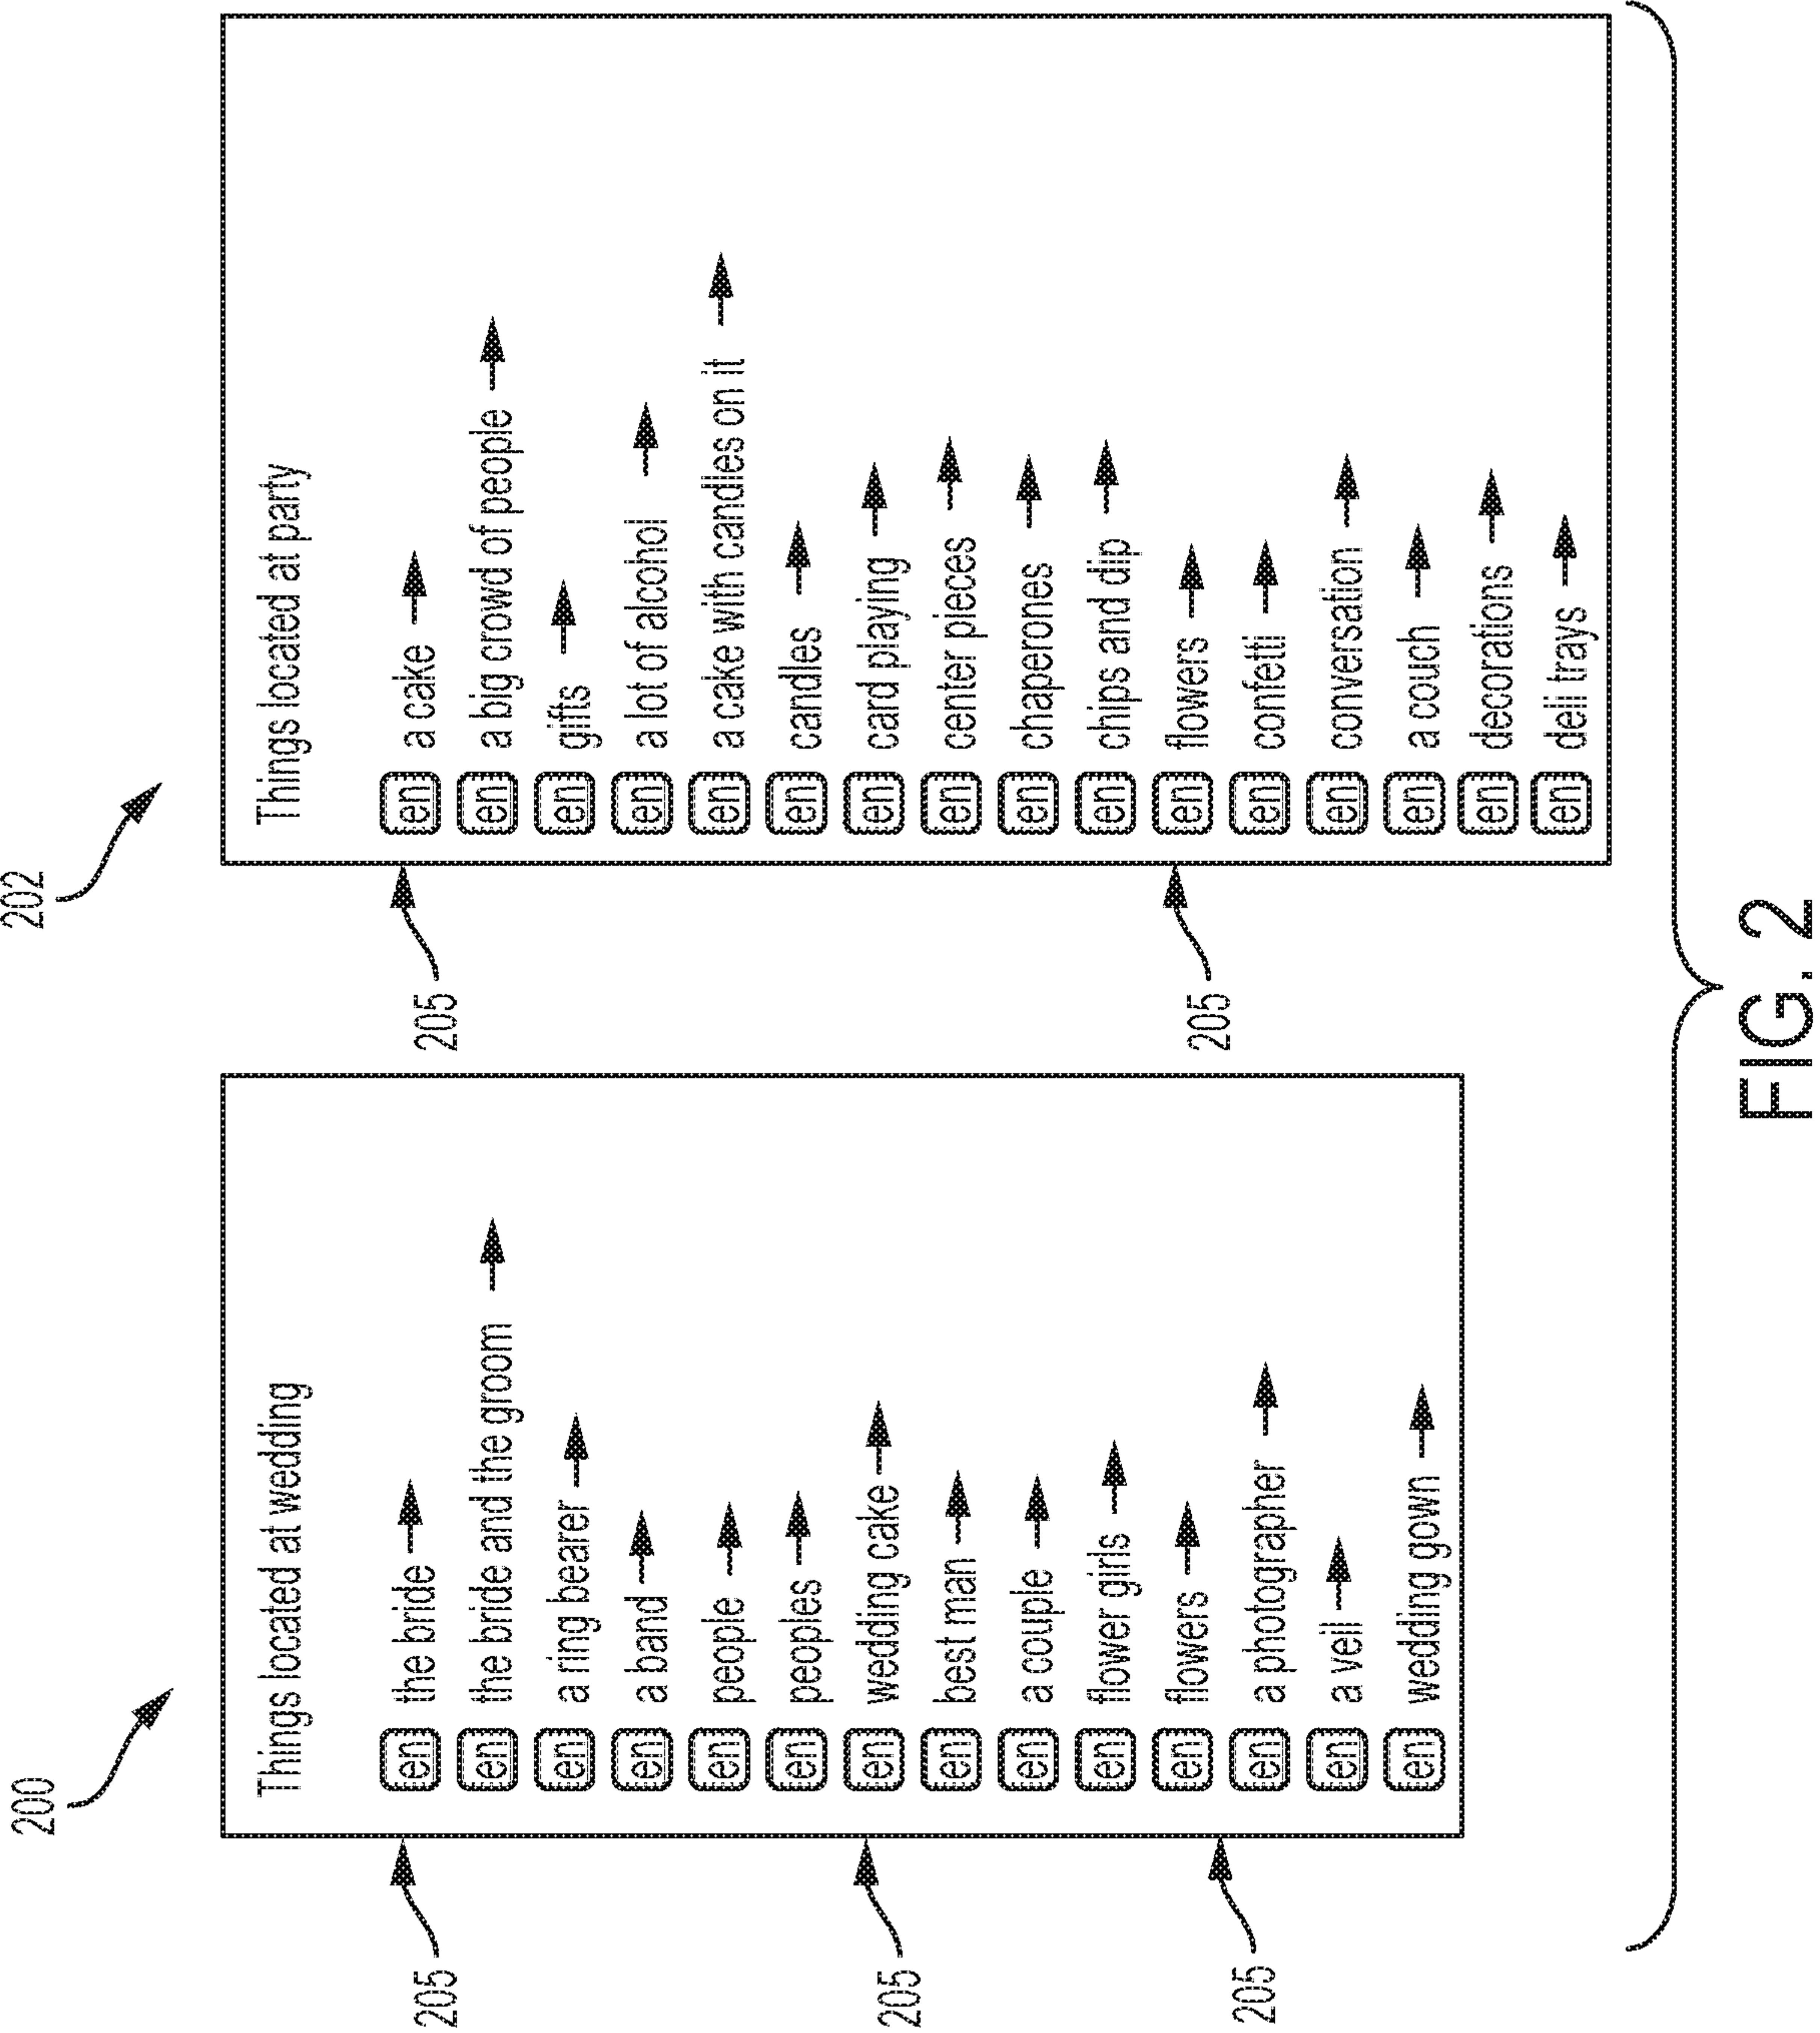 200
Things located at wedding
205
en the bride
en the bride and the groom
en a ring bearer
en a band
en people
en peoples
205
en wedding cake
en best man
en a couple
en flower girls
en flowers
205
en a photographer
en a veil
en wedding gown
202
Things located at party
205
en a cake
en a big crowd of people
en gifts
en a lot of alcohol
en a cake with candles on it
en candles
en card playing
en center pieces
en chaperones
en chips and dip
205
en flowers
en confetti
en conversation
en a couch
en decorations
en deli trays
FIG. 2